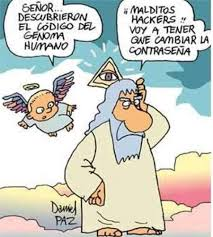 SEÑOR...
DESCUBRIERON
EL CÓDIGO DEL
GENOMA
HUMANO
¡MALDITOS
HACKERS!!
VOY A TENER
QUE CAMBIAR LA
CONTRASEÑA
Daniel
PAZ